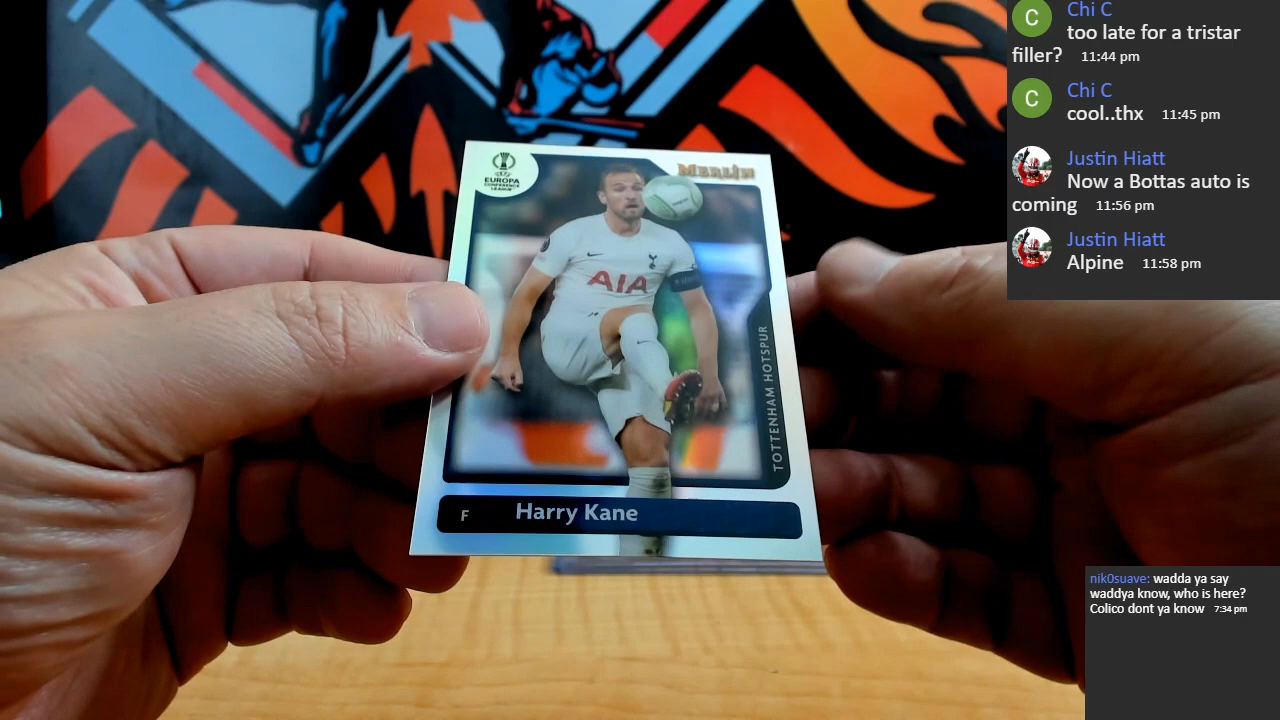 C
Chi C
too late for a tristar
filler? 11:44 pm
C
Chi C
cool..thx 11:45 pm
Justin Hiatt
Now a Bottas auto is
coming 11:56 pm
Justin Hiatt
Alpine 11:58 pm
EUROPA
CONFERENCE
LEAGUE
MERLIN
AIA
TOTTENHAM HOTSPUR
F Harry Kane
nik0suave: wadda ya say
waddya know, who is here?
Colico dont ya know 7:34 pm